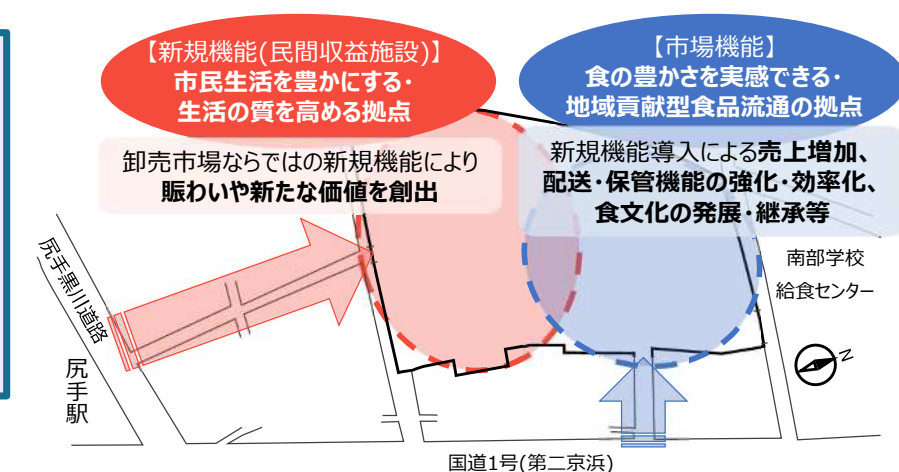 【新規機能(民間収益施設)】
市民生活を豊かにする・
生活の質を高める拠点
【市場機能】
食の豊かさを実感できる・
地域貢献型食品流通の拠点
卸売市場ならではの新規機能により
賑わいや新たな価値を創出
新規機能導入による売上増加、
配送・保管機能の強化・効率化、
食文化の発展・継承等
尻手黒川道路
尻手駅
南部学校
給食センター
N
国道1号(第二京浜)